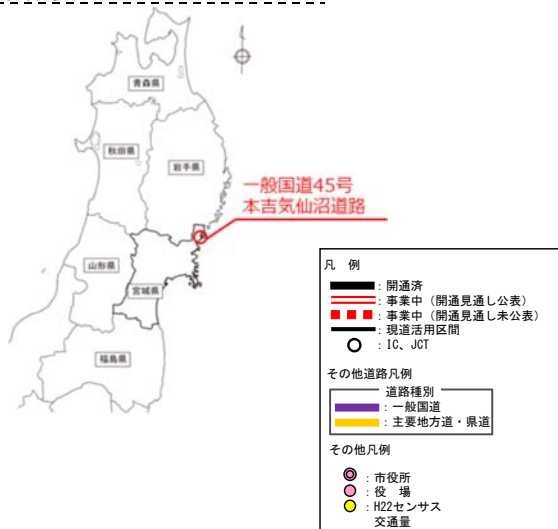 青森県
秋田県
岩手県
一般国道45号
本吉気仙沼道路
山形県
宮城県
福島県
凡 例
：開通済
：事業中（開通見通し公表）
：事業中（開通見通し未公表）
：現道活用区間
：IC、JCT
その他道路凡例
道路種別
：一般国道
：主要地方道・県道
その他凡例
：市役所
：役 場
：H22センサス
交通量